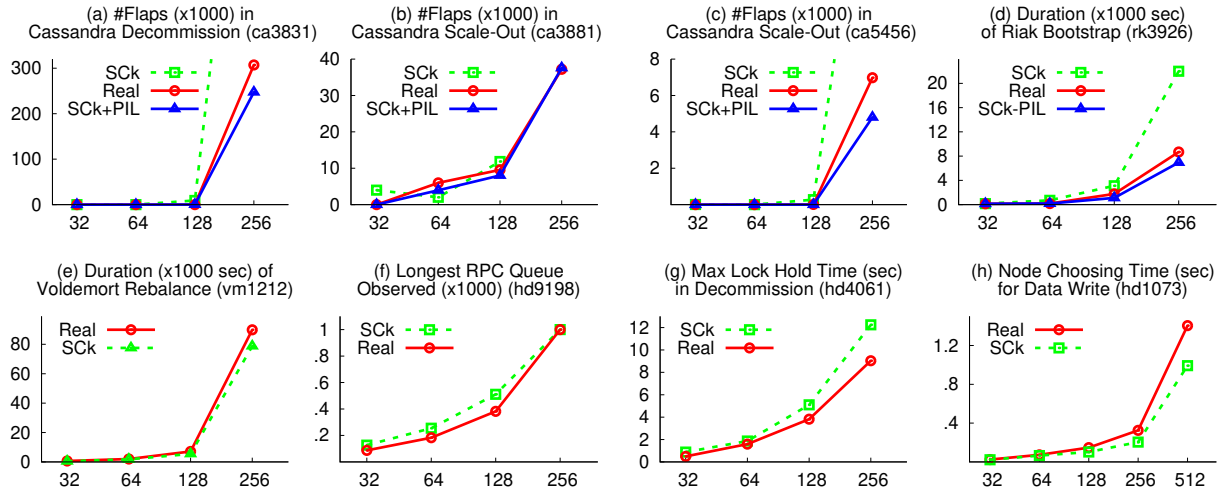 (a) #Flaps (x1000) in
Cassandra Decommission (ca3831)
300
250
200
150
100
50
0
SCk
Real
SCk+PIL
32 64 128 256
(b) #Flaps (x1000) in
Cassandra Scale-Out (ca3881)
40
30
20
10
0
SCk
Real
SCk+PIL
32 64 128 256
(c) #Flaps (x1000) in
Cassandra Scale-Out (ca5456)
8
6
4
2
SCk
Real
SCk+PIL
32 64 128 256
(d) Duration (x1000 sec)
of Riak Bootstrap (rk3926)
20
16
12
8
4
0
SCk
Real
SCk-PIL
32 64 128 256
(e) Duration (x1000 sec) of
Voldemort Rebalance (vm1212)
80
60
40
20
0
Real
SCk
32 64 128 256
(f) Longest RPC Queue
Observed (x1000) (hd9198)
1
.8
.6
.4
.2
SCk
Real
32 64 128 256
(g) Max Lock Hold Time (sec)
in Decommission (hd4061)
12
10
8
6
4
2
0
SCk
Real
32 64 128 256
(h) Node Choosing Time (sec)
for Data Write (hd1073)
1.2
.8
.4
Real
SCk
32 64 128 256 512